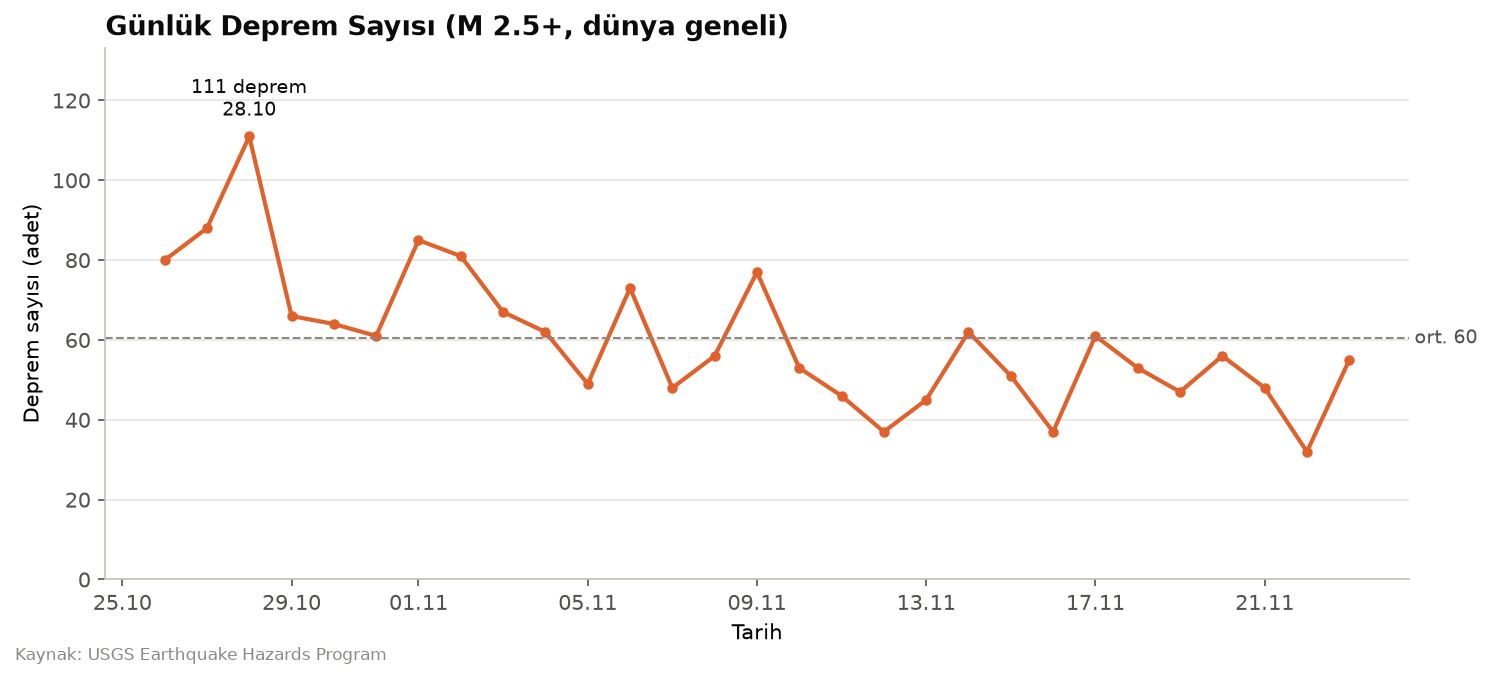 Günlük Deprem Sayısı (M 2.5+, dünya geneli)
111 deprem
28.10
120
100
80
60
40
20
0
Deprem sayısı (adet)
ort. 60
25.10 29.10 01.11 05.11 09.11 13.11 17.11 21.11
Tarih
Kaynak: USGS Earthquake Hazards Program